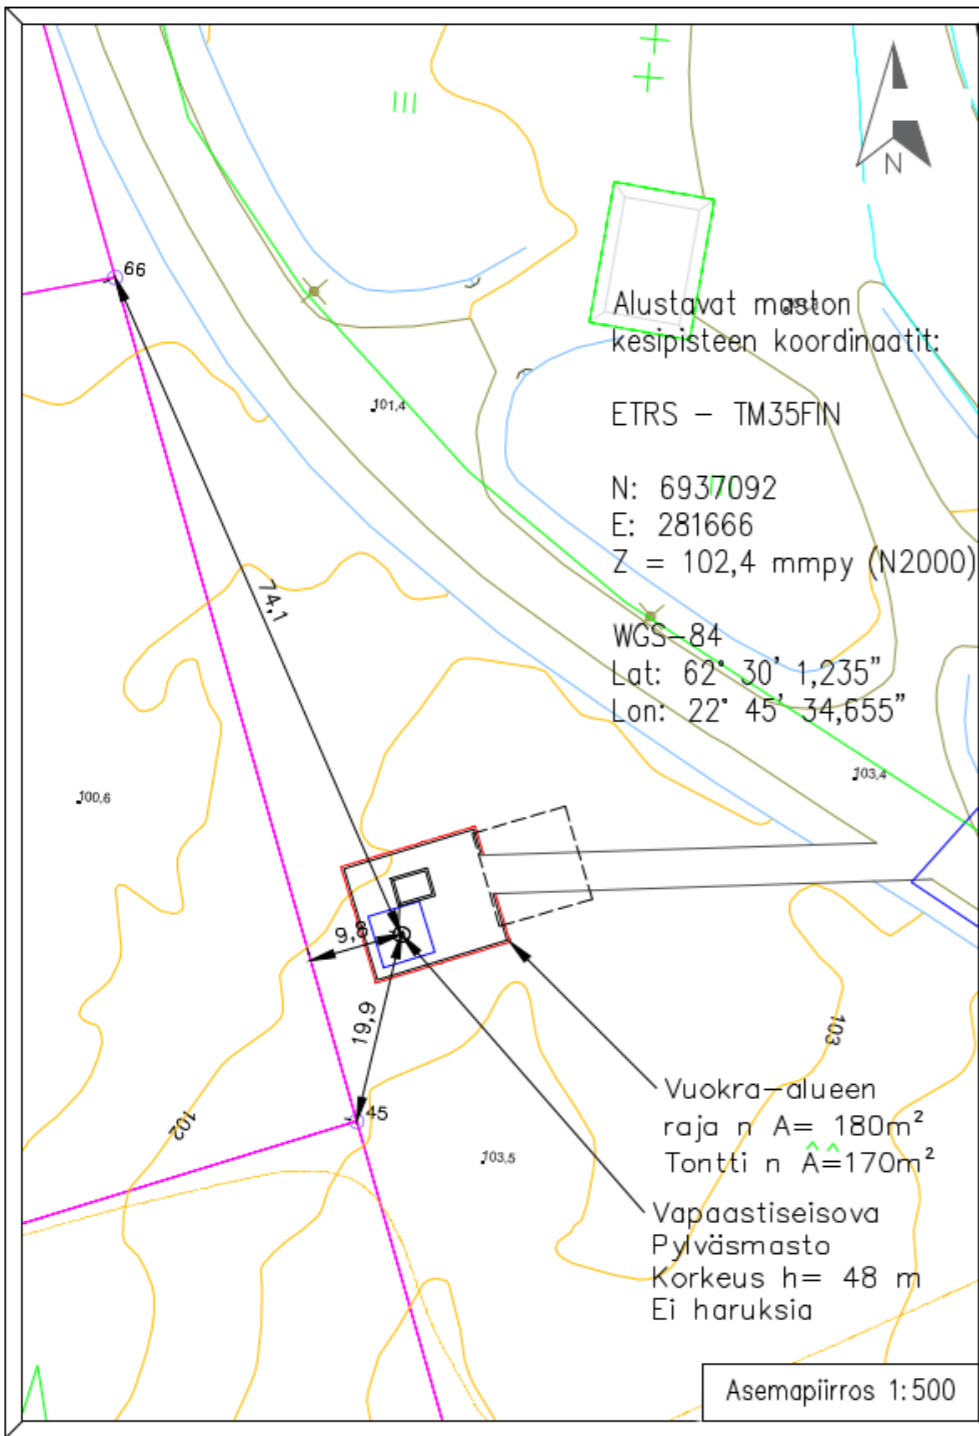 N
66
Alustavat maston
kesipisteen koordinaatit:
101,4
ETRS - TM35FIN
N: 6937092
E: 281666
Z = 102,4 mmpy (N2000)
74,1
WGS-84
Lat: 62° 30' 1,235"
Lon: 22° 45' 34,655"
103,4
100,6
9,6
19,9
103
45
102
103,5
Vuokra-alueen
raja n A= 180m²
Tontti n A=170m²
Vapaastiseisova
Pylväsmasto
Korkeus h= 48 m
Ei haruksia
Asemapiirros 1:500